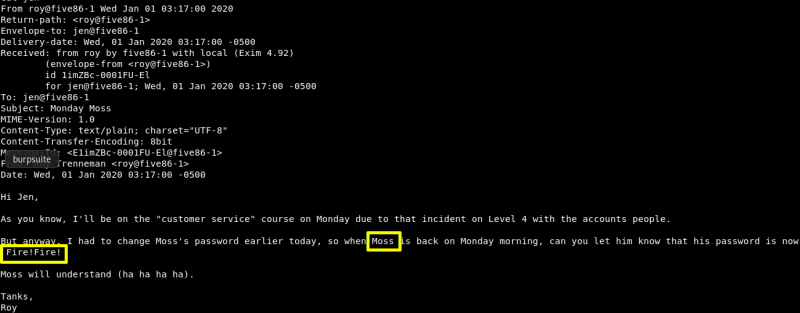 From roy@five86-1 Wed Jan 01 03:17:00 2020
Return-path: <roy@five86-1>
Envelope-to: jen@five86-1
Delivery-date: Wed, 01 Jan 2020 03:17:00 -0500
Received: from roy by five86-1 with local (Exim 4.92)
(envelope-from <roy@five86-1>)
id 1imZBc-0001FU-El
for jen@five86-1; Wed, 01 Jan 2020 03:17:00 -0500
To: jen@five86-1
Subject: Monday Moss
MIME-Version: 1.0
Content-Type: text/plain; charset="UTF-8"
Content-Transfer-Encoding: 8bit
<E1imZBc-0001FU-El@five86-1>
burpsuite
Trenneman <roy@five86-1>
Date: Wed, 01 Jan 2020 03:17:00 -0500
Hi Jen,
As you know, I'll be on the "customer service" course on Monday due to that incident on Level 4 with the accounts people.
But anyway, I had to change Moss's password earlier today, so when Moss is back on Monday morning, can you let him know that his password is now
Fire!Fire!
Moss will understand (ha ha ha ha).
Tanks,
Roy